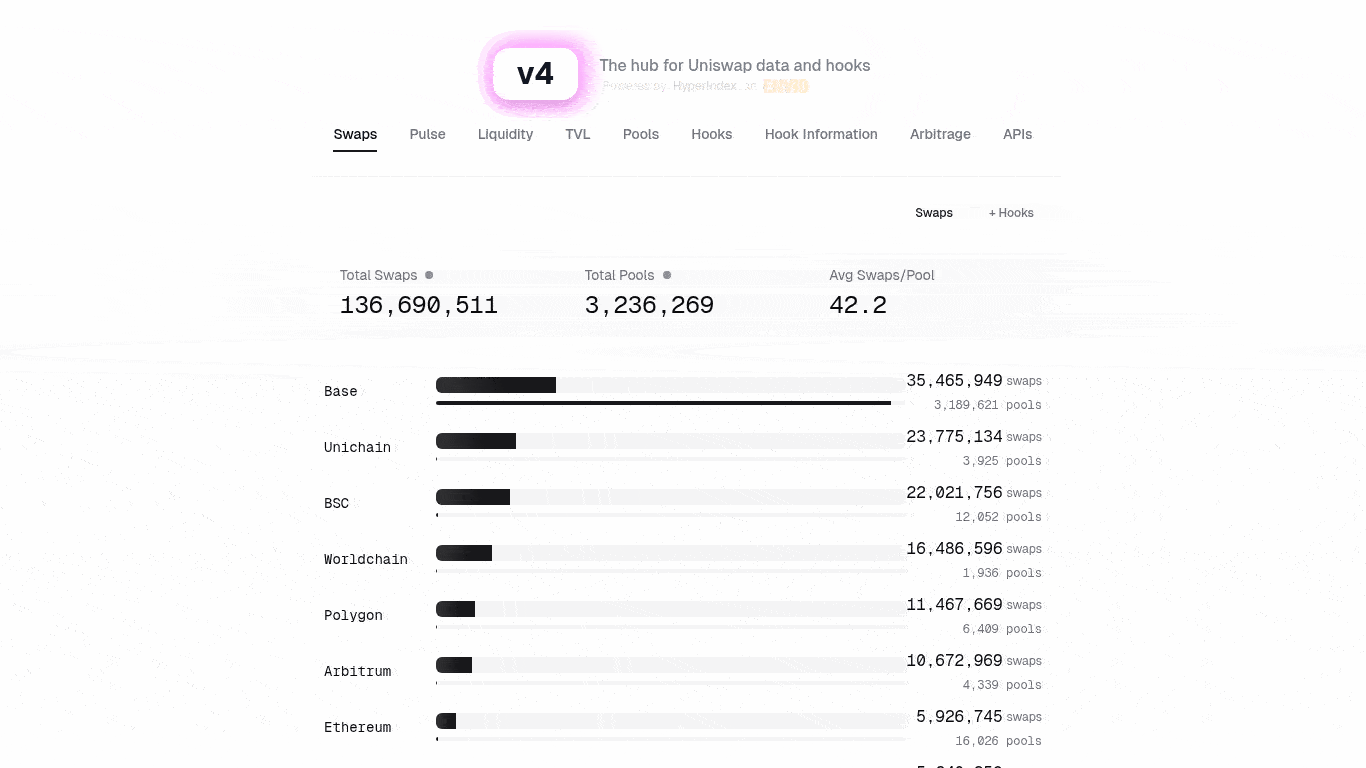 v4
The hub for Uniswap data and hooks
Powered by HyperIndex
Swaps Pulse Liquidity TVL Pools Hooks Hook Information Arbitrage APIs
Swaps + Hooks
Total Swaps Total Pools Avg Swaps/Pool
136,690,511 3,236,269 42.2
Base 35,465,949 swaps
3,189,621 pools
Unichain 23,775,134 swaps
3,925 pools
BSC 22,021,756 swaps
12,052 pools
Worldchain 16,486,596 swaps
1,936 pools
Polygon 11,467,669 swaps
6,409 pools
Arbitrum 10,672,969 swaps
4,339 pools
Ethereum 5,926,745 swaps
16,026 pools